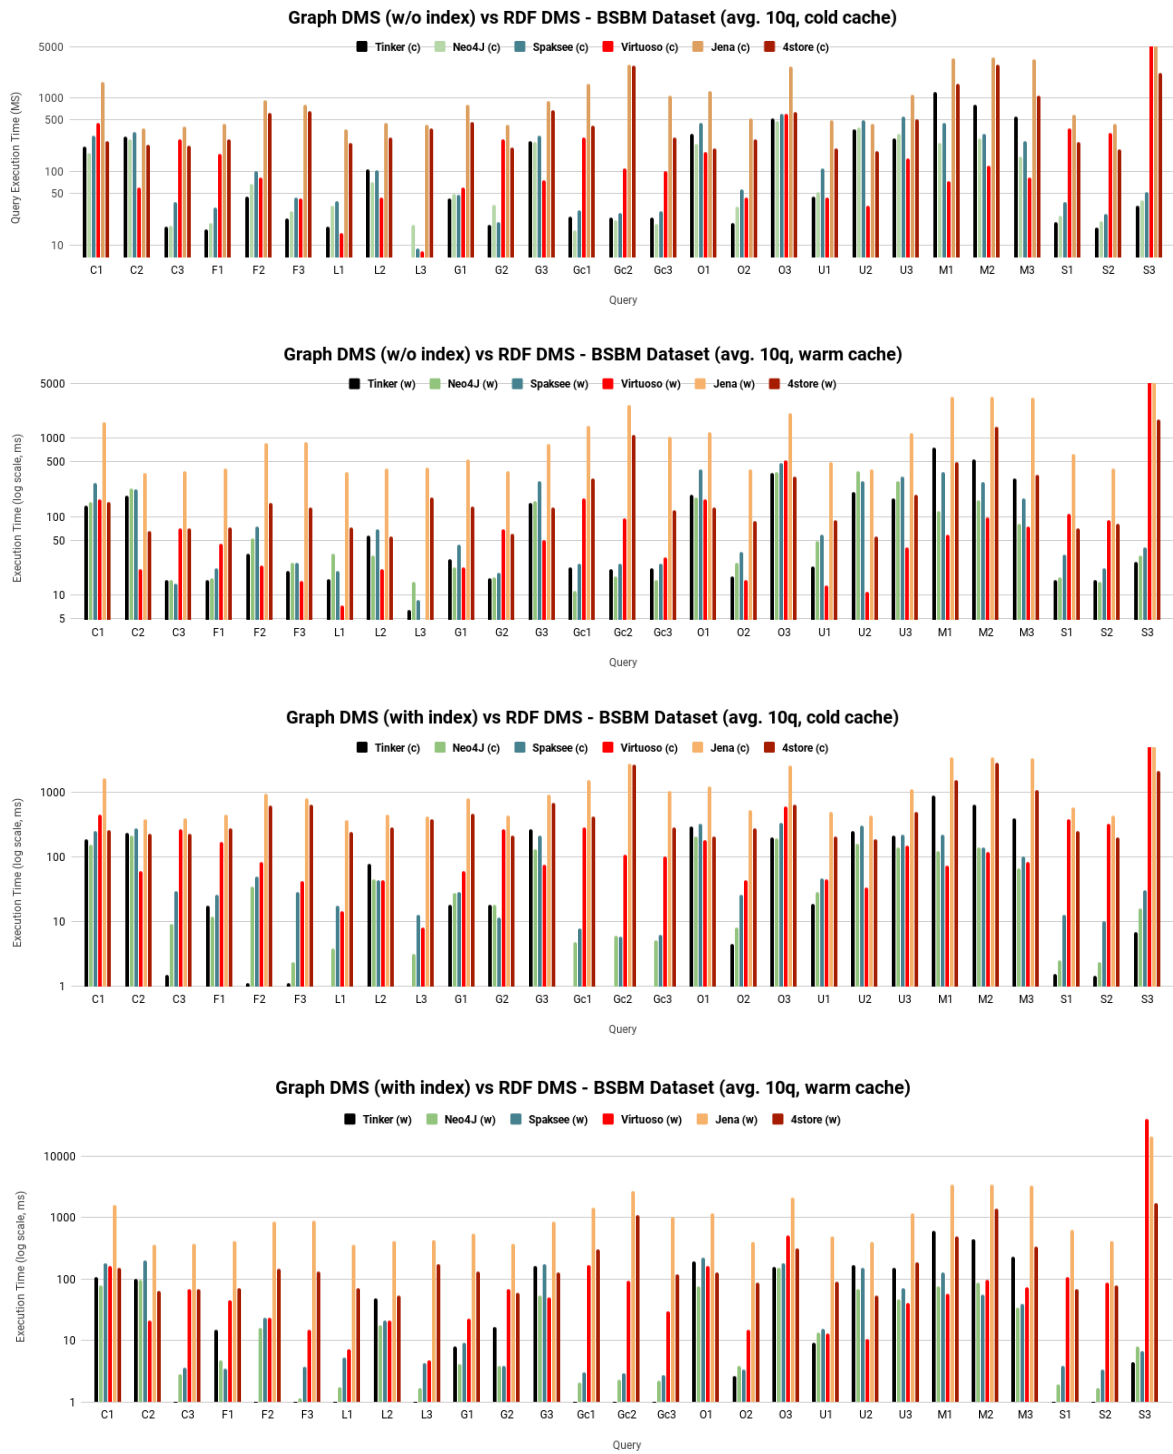 Graph DMS (w/o index) vs RDF DMS - BSBM Dataset (avg. 10q, cold cache)
Tinker (c) Neo4J (c) Spaksee (c) Virtuoso (c) Jena (c) 4store (c)
Query Execution Time (MS)
5000
1000
500
100
50
10
C1 C2 C3 F1 F2 F3 L1 L2 L3 G1 G2 G3 Gc1 Gc2 Gc3 O1 O2 O3 U1 U2 U3 M1 M2 M3 S1 S2 S3
Query
Graph DMS (w/o index) vs RDF DMS - BSBM Dataset (avg. 10q, warm cache)
Tinker (w) Neo4J (w) Spaksee (w) Virtuoso (w) Jena (w) 4store (w)
Execution Time (log scale, ms)
5000
1000
500
100
50
10
5
C1 C2 C3 F1 F2 F3 L1 L2 L3 G1 G2 G3 Gc1 Gc2 Gc3 O1 O2 O3 U1 U2 U3 M1 M2 M3 S1 S2 S3
Query
Graph DMS (with index) vs RDF DMS - BSBM Dataset (avg. 10q, cold cache)
Tinker (c) Neo4J (c) Spaksee (c) Virtuoso (c) Jena (c) 4store (c)
Execution Time (log scale, ms)
1000
100
10
1
C1 C2 C3 F1 F2 F3 L1 L2 L3 G1 G2 G3 Gc1 Gc2 Gc3 O1 O2 O3 U1 U2 U3 M1 M2 M3 S1 S2 S3
Query
Graph DMS (with index) vs RDF DMS - BSBM Dataset (avg. 10q, warm cache)
Tinker (w) Neo4J (w) Spaksee (w) Virtuoso (w) Jena (w) 4store (w)
Execution Time (log scale, ms)
10000
1000
100
10
1
C1 C2 C3 F1 F2 F3 L1 L2 L3 G1 G2 G3 Gc1 Gc2 Gc3 O1 O2 O3 U1 U2 U3 M1 M2 M3 S1 S2 S3
Query